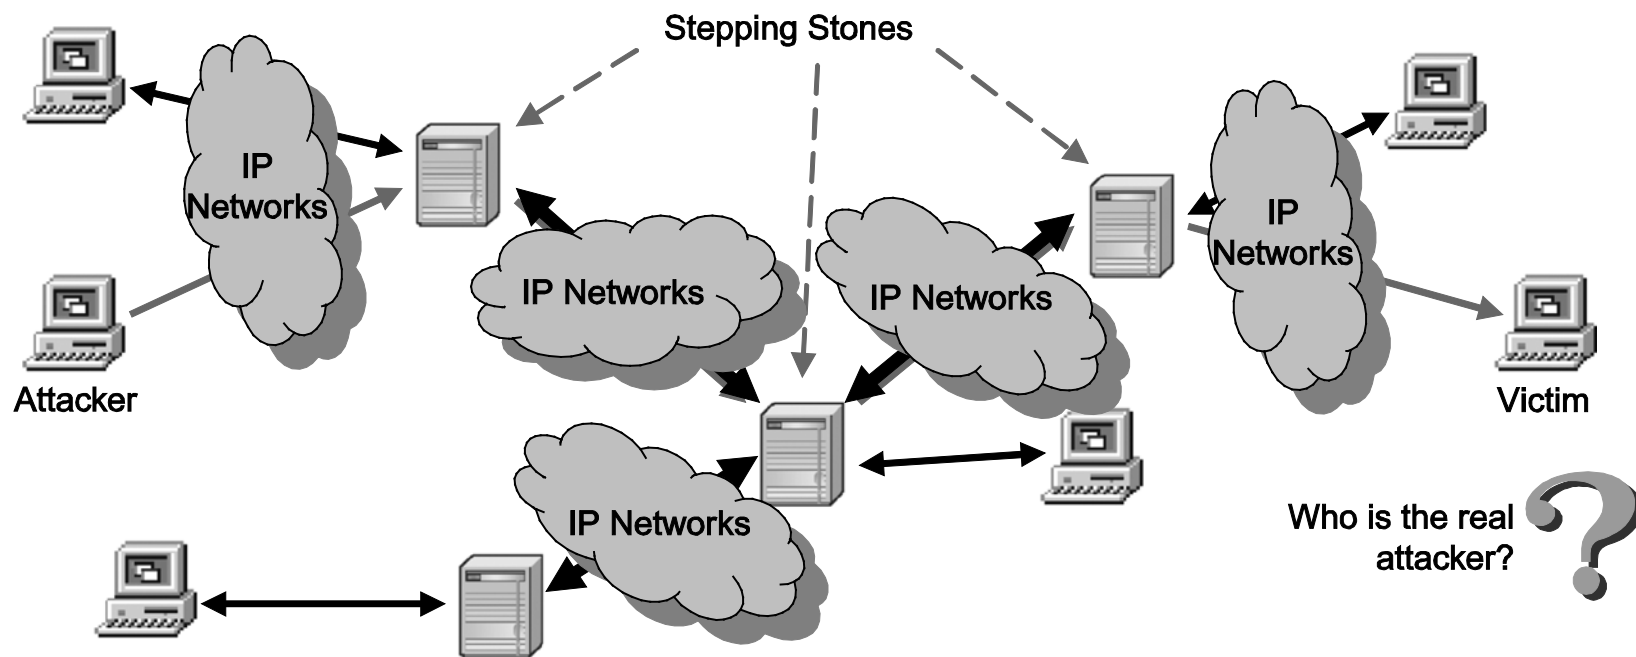 Stepping Stones
IP
Networks
IP
Networks
IP Networks
IP Networks
Attacker
Victim
IP Networks
Who is the real
attacker?